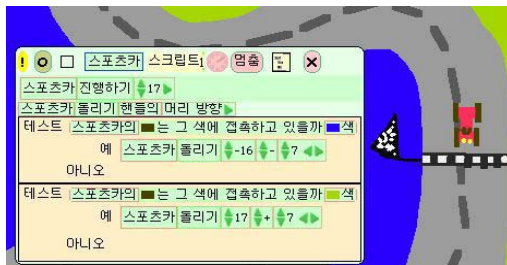 ! 스포츠카 스크립트1 멈춤
스포츠카 진행하기 17
스포츠카 돌리기 핸들의 머리 방향
테스트 스포츠카의 는 그 색에 접촉하고 있을까 색
예 스포츠카 돌리기 -16 - 7
아니오
테스트 스포츠카의 는 그 색에 접촉하고 있을까 색
예 스포츠카 돌리기 17 + 7
아니오